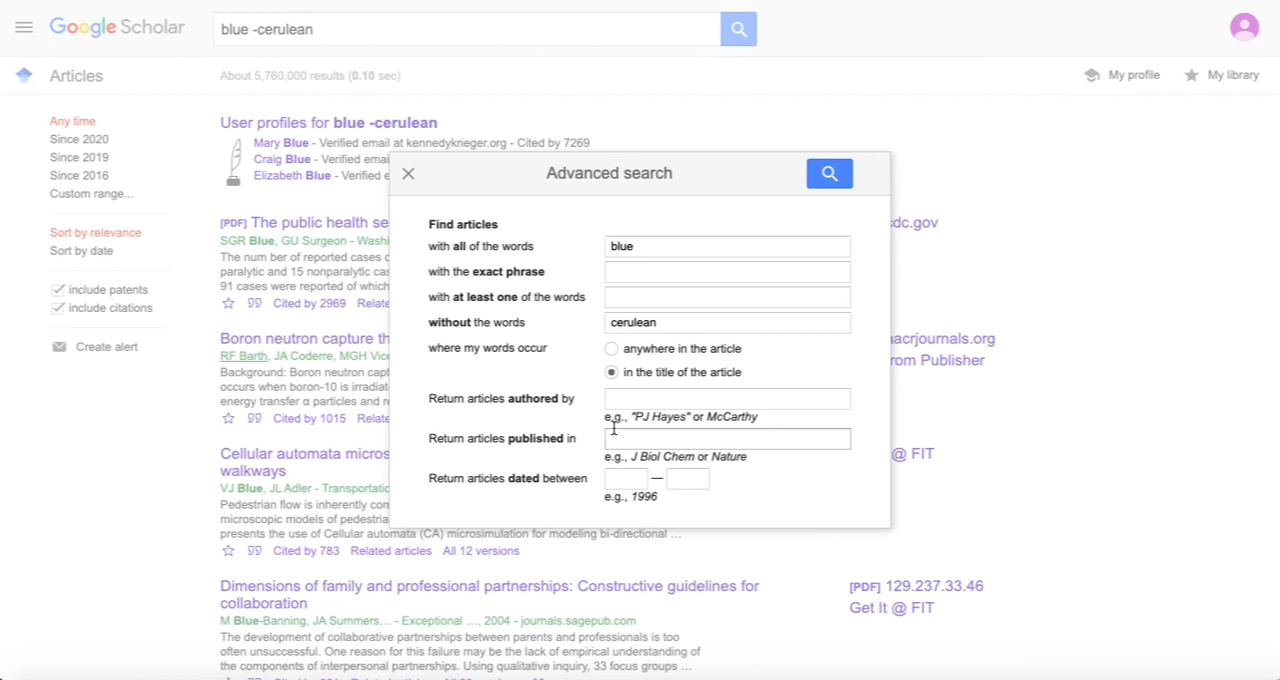 Google Scholar
blue -cerulean
Articles
About 5,760,000 results (0.10 sec)
My profile
My library
Any time
Since 2020
Since 2019
Since 2016
Custom range...
Sort by relevance
Sort by date
include patents
include citations
Create alert
User profiles for blue -cerulean
Mary Blue - Verified email at kennedykrieger.org - Cited by 7269
Craig Blue - Verified emai
Elizabeth Blue - Verified e
[PDF] The public health se
cdc.gov
SGR Blue, GU Surgeon - Washi
The num ber of reported cases o
paralytic and 15 nonparalytic cas
91 cases were reported of which
Cited by 2969 Relate
Boron neutron capture th
aacrjournals.org
RF Barth, JA Coderre, MGH Vic
rom Publisher
Background: Boron neutron capt
occurs when boron-10 is irradiat
energy transfer α particles and r
Cited by 1015 Relate
Cellular automata micros
@ FIT
walkways
VJ Blue, JL Adler - Transportatic
Pedestrian flow is inherently com
microscopic models of pedestria
presents the use of Cellular automata (CA) microsimulation for modeling bi-directional ...
Cited by 783 Related articles All 12 versions
Dimensions of family and professional partnerships: Constructive guidelines for
[PDF] 129.237.33.46
collaboration
Get It @ FIT
M Blue-Banning, JA Summers... - Exceptional ..., 2004 - journals.sagepub.com
The development of collaborative partnerships between parents and professionals is too
often unsuccessful. One reason for this failure may be the lack of empirical understanding of
the components of interpersonal partnerships. Using qualitative inquiry, 33 focus groups ...
Advanced search
Find articles
with all of the words
blue
with the exact phrase
with at least one of the words
without the words
cerulean
where my words occur
anywhere in the article
in the title of the article
Return articles authored by
e.g., "PJ Hayes" or McCarthy
Return articles published in
e.g., J Biol Chem or Nature
Return articles dated between
—
e.g., 1996